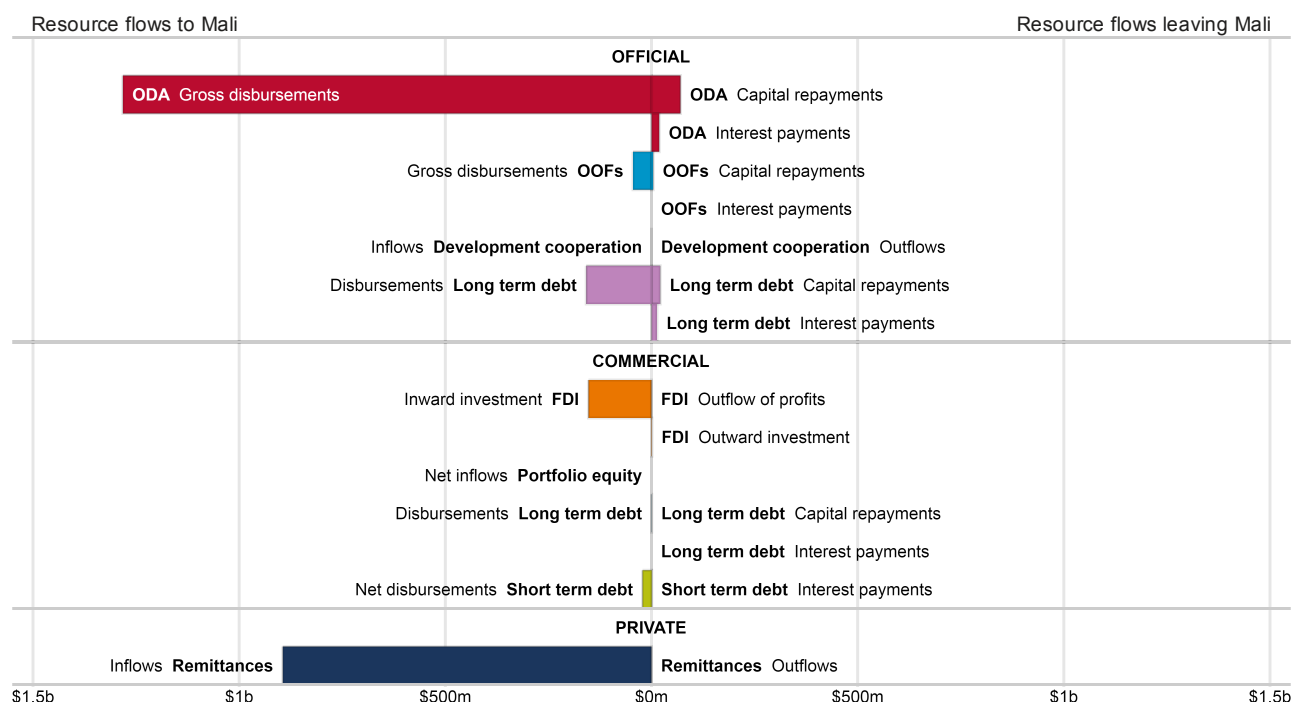 Resource flows to Mali Resource flows leaving Mali
OFFICIAL
ODA Gross disbursements ODA Capital repayments
ODA Interest payments
Gross disbursements OOFs OOFs Capital repayments
OOFs Interest payments
Inflows Development cooperation Development cooperation Outflows
Disbursements Long term debt Long term debt Capital repayments
Long term debt Interest payments
COMMERCIAL
Inward investment FDI FDI Outflow of profits
FDI Outward investment
Net inflows Portfolio equity
Disbursements Long term debt Long term debt Capital repayments
Long term debt Interest payments
Net disbursements Short term debt Short term debt Interest payments
PRIVATE
Inflows Remittances Remittances Outflows
$1.5b $1b $500m $0m $500m $1b $1.5b